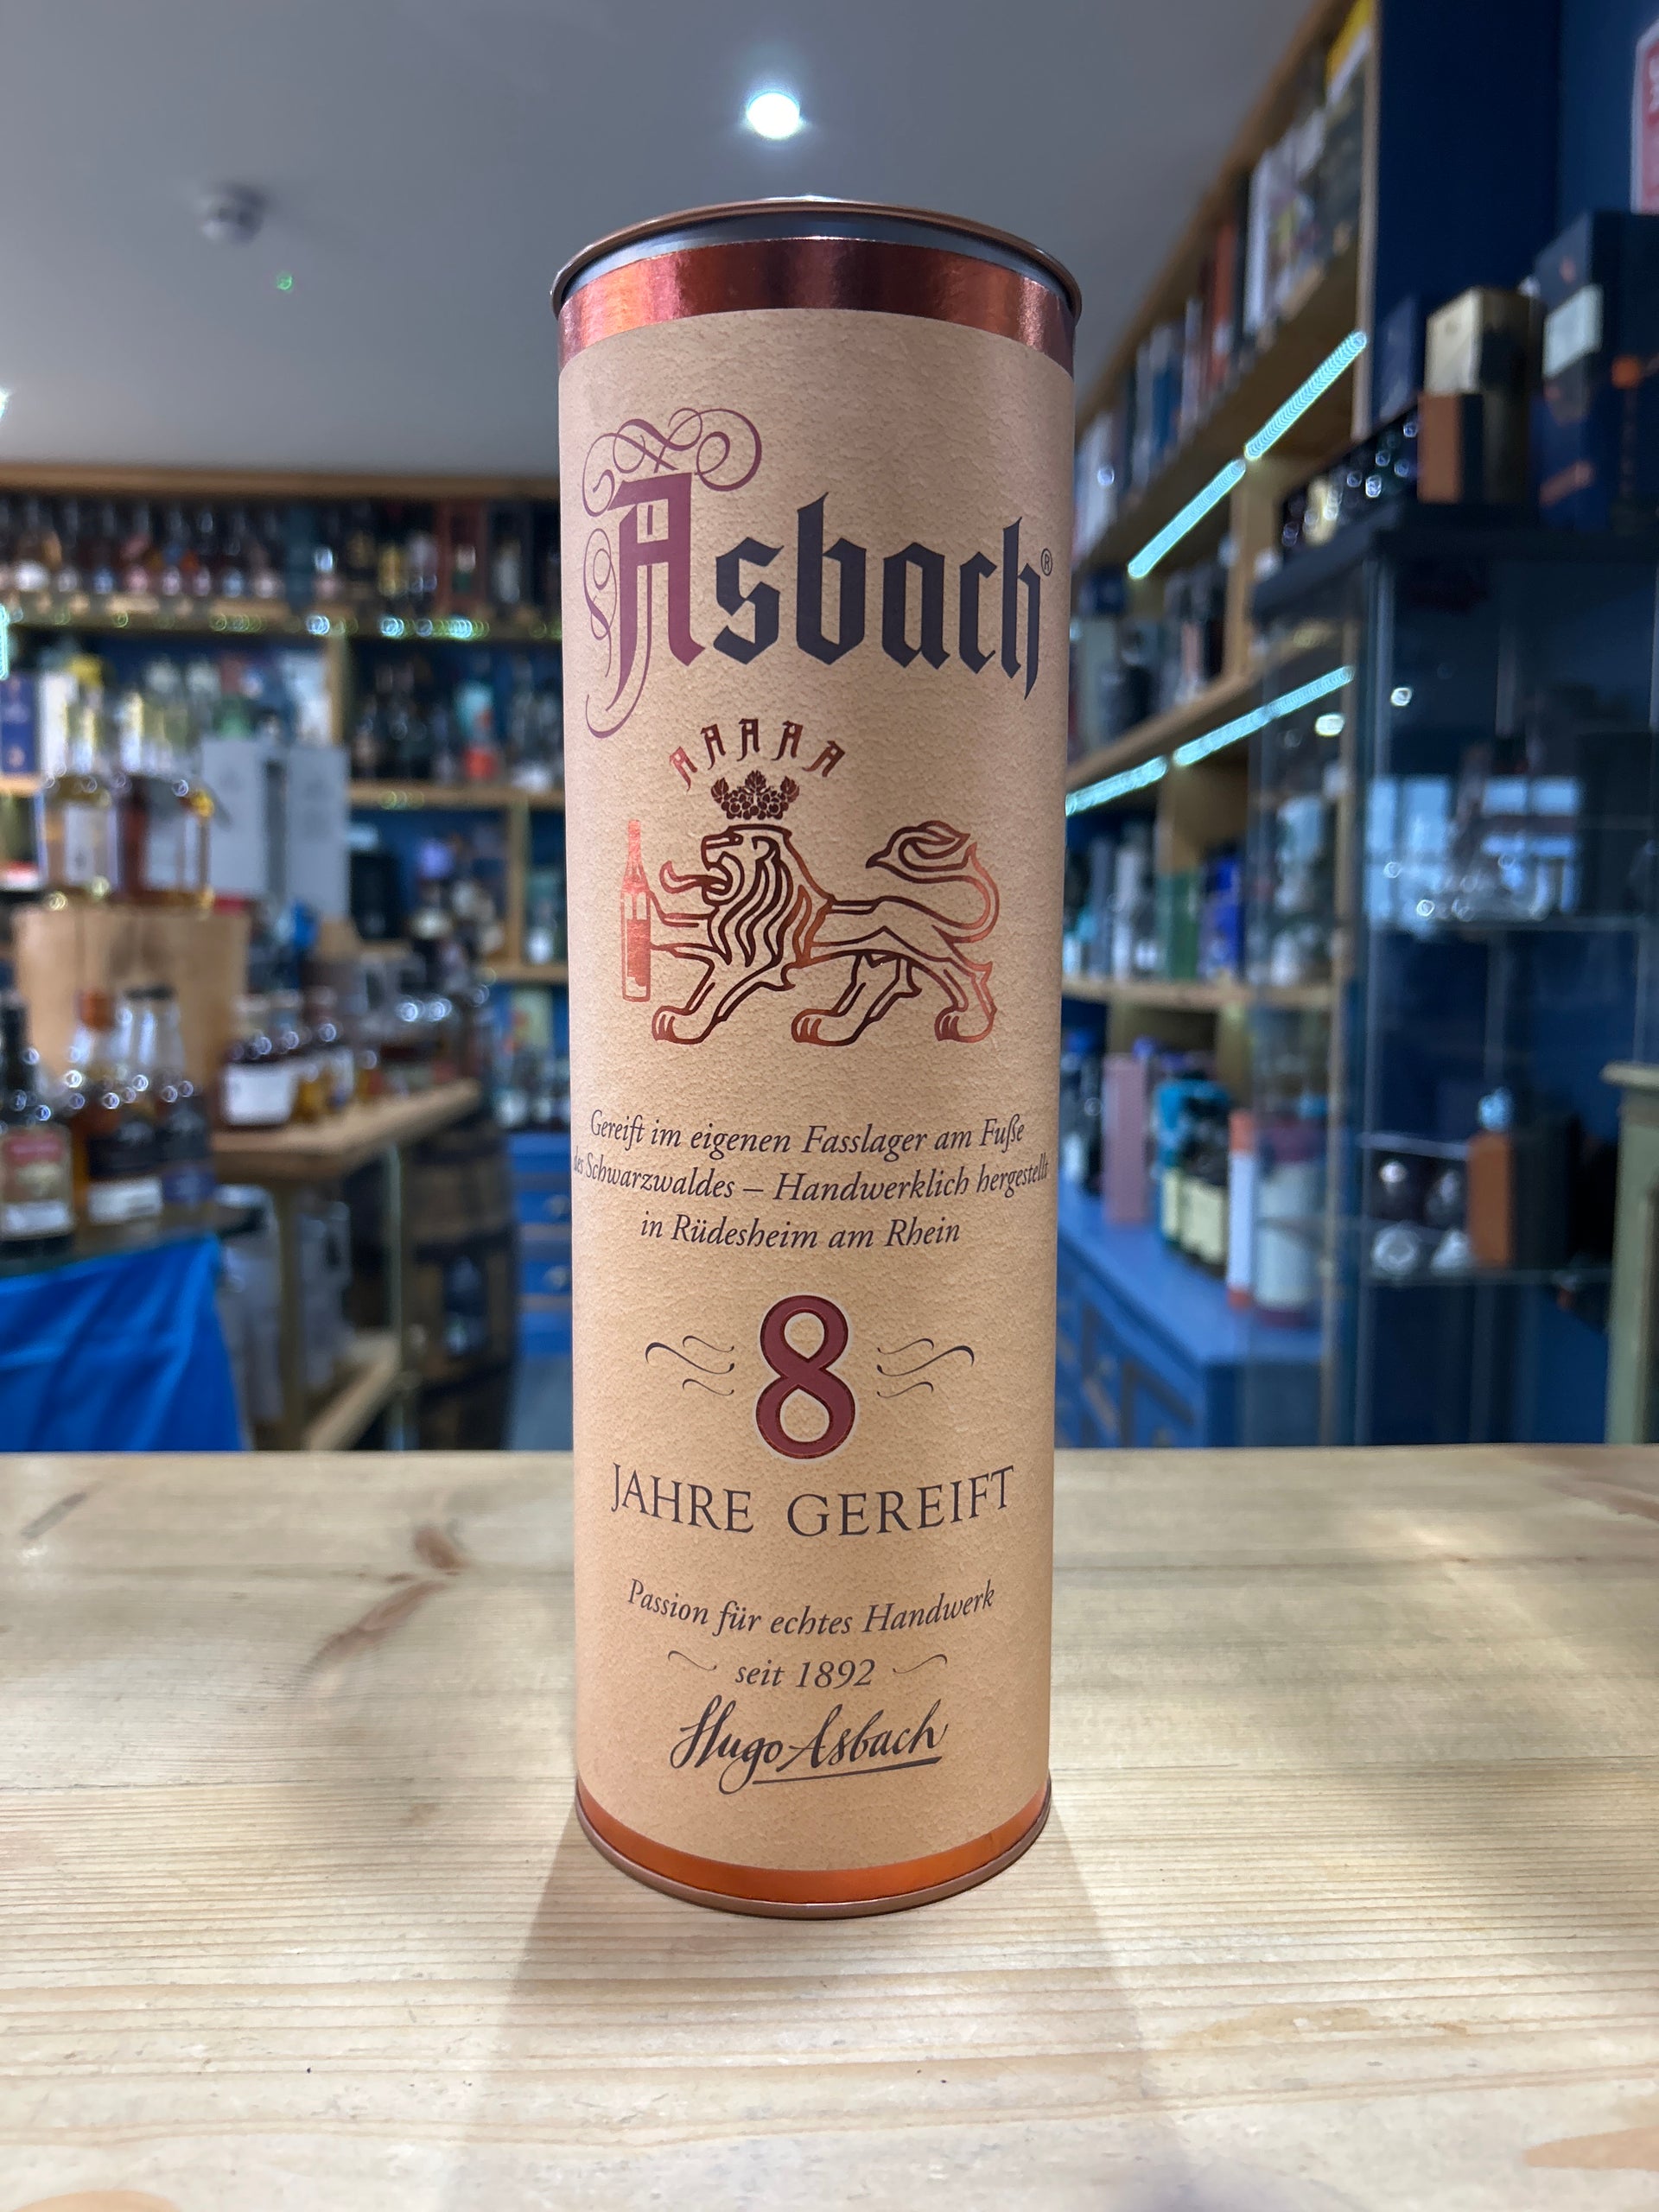 Asbach®
A A A A A
Gereift im eigenen Fasslager am Fuße
des Schwarzwaldes – Handwerklich hergestellt
in Rüdesheim am Rhein
8
JAHRE GEREIFT
Passion für echtes Handwerk
seit 1892
Hugo Asbach